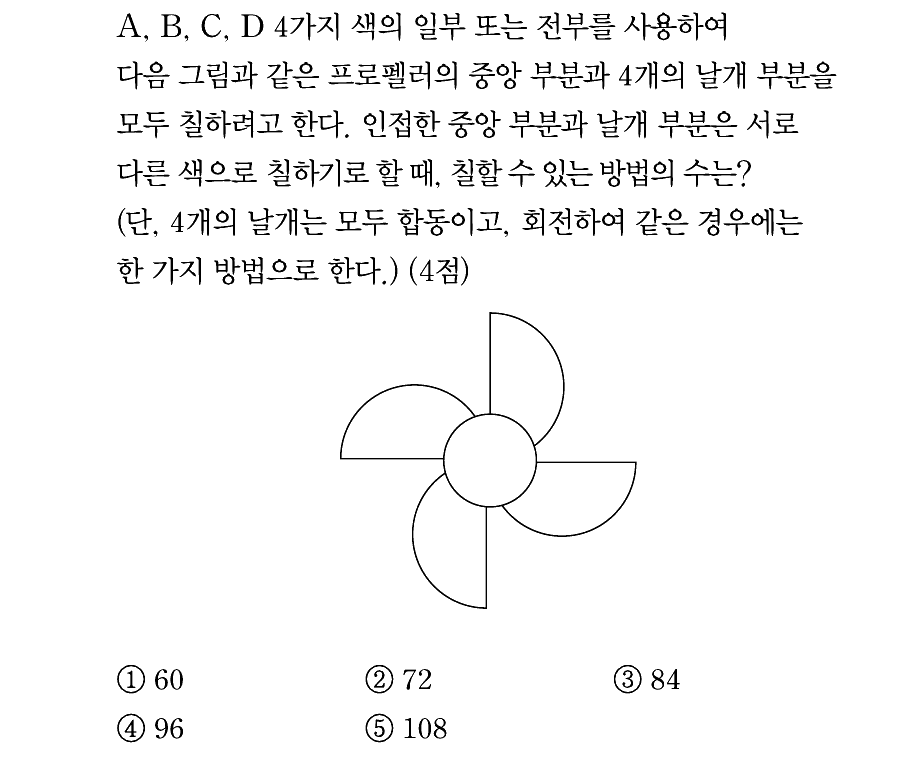 A, B, C, D 4가지 색의 일부 또는 전부를 사용하여
다음 그림과 같은 프로펠러의 중앙 부분과 4개의 날개 부분을
모두 칠하려고 한다. 인접한 중앙 부분과 날개 부분은 서로
다른 색으로 칠하기로 할 때, 칠할 수 있는 방법의 수는?
(단, 4개의 날개는 모두 합동이고, 회전하여 같은 경우에는
한 가지 방법으로 한다.) (4점)
① 60 ② 72 ③ 84
④ 96 ⑤ 108